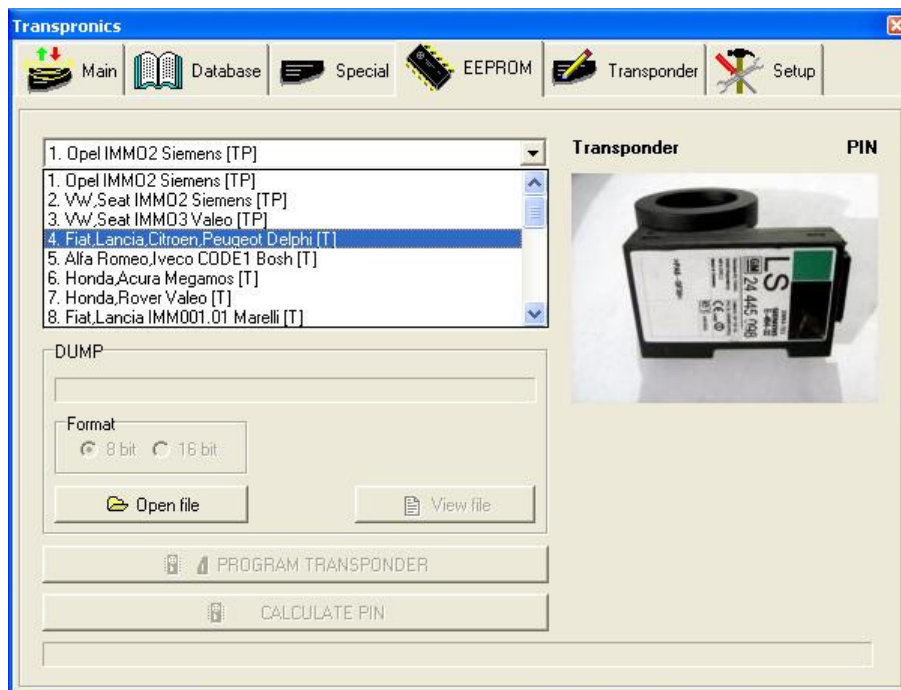 Transpronics
Main Database Special EEPROM Transponder Setup
1. Opel IMMO2 Siemens [TP]
Transponder PIN
1. Opel IMMO2 Siemens [TP]
2. VW,Seat IMMO2 Siemens [TP]
3. VW,Seat IMMO3 Valeo [TP]
4. Fiat,Lancia,Citroen,Peugeot Delphi [T]
5. Alfa Romeo,Iveco CODE1 Bosh [T]
6. Honda,Acura Megamos [T]
7. Honda,Rover Valeo [T]
8. Fiat,Lancia IMM001.01 Marelli [T]
LS
GM 24 445 098
SIEMENS
DUMP
Format
8 bit 16 bit
Open file View file
PROGRAM TRANSPONDER
CALCULATE PIN